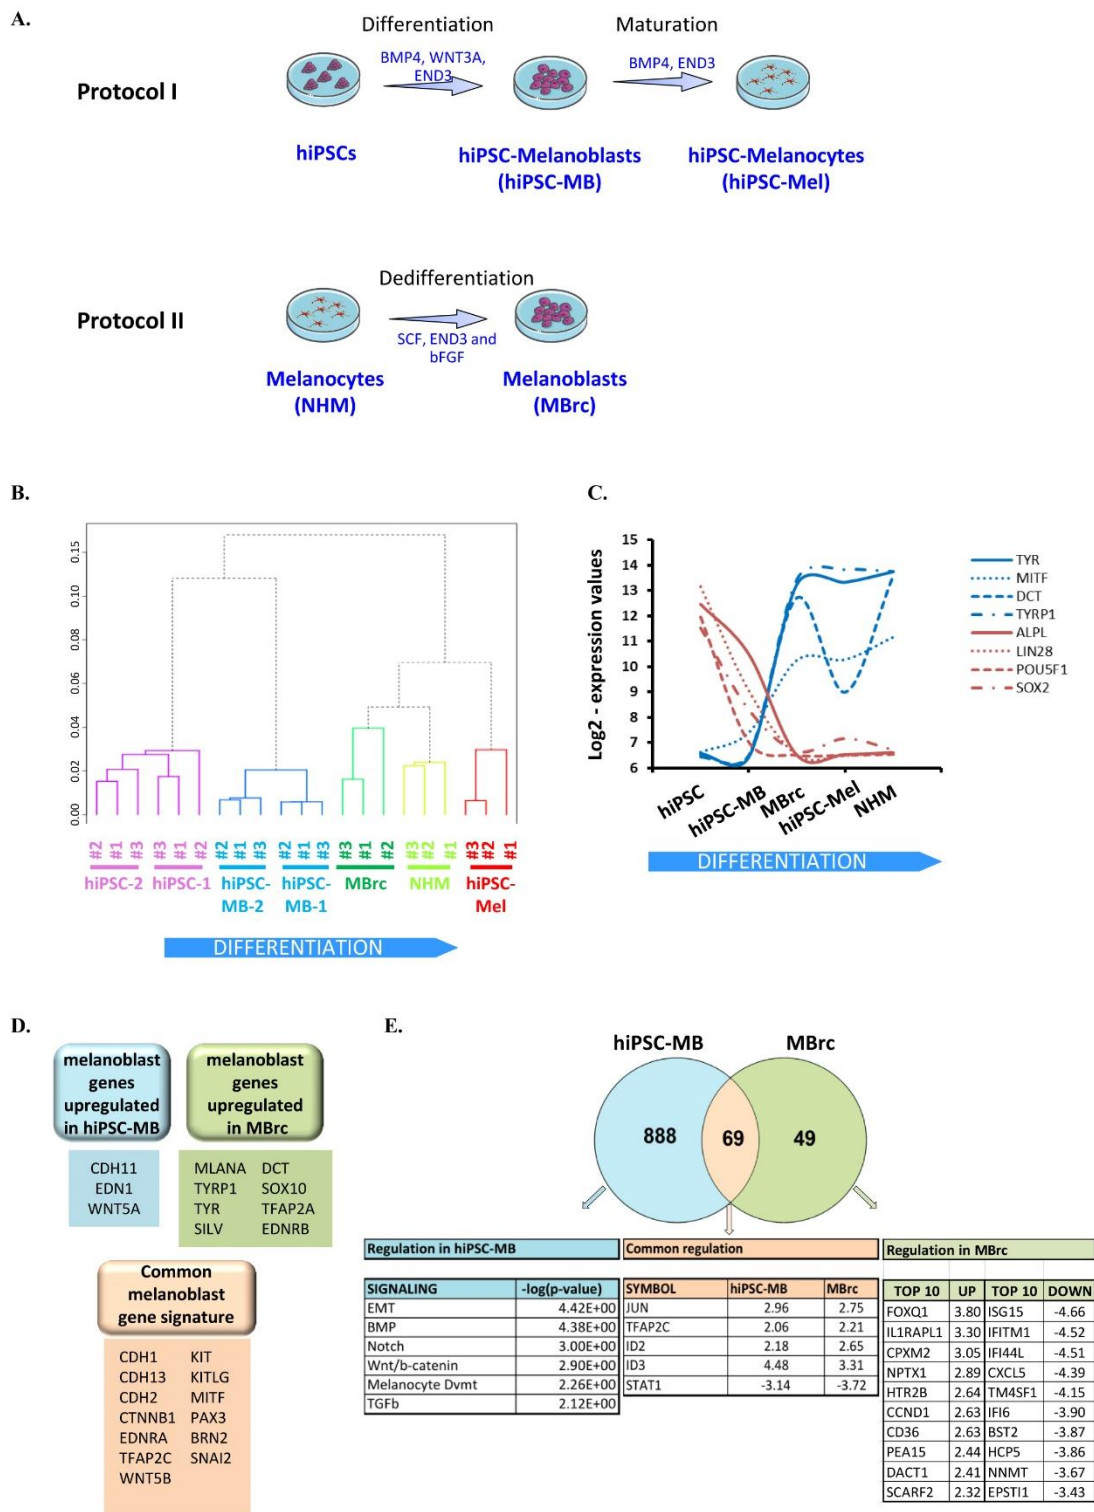 A.
Differentiation
Maturation
Protocol I
BMP4, WNT3A,
END3
BMP4, END3
hiPSCs
hiPSC-Melanoblasts
(hiPSC-MB)
hiPSC-Melanocytes
(hiPSC-Mel)
Dedifferentiation
Protocol II
SCF, END3 and
bFGF
Melanocytes
(NHM)
Melanoblasts
(MBrc)
B.
0.15
0.10
0.08
0.06
0.04
0.02
0.00
#2 #1 #3 #3 #1 #2 #2 #1 #3 #2 #1 #3 #3 #1 #2 #3 #2 #1 #3 #2 #1
hiPSC-2
hiPSC-1
hiPSC-
MB-2
hiPSC-
MB-1
MBrc
NHM
hiPSC-
Mel
DIFFERENTIATION
C.
Log2 - expression values
15
14
13
12
11
10
9
8
7
6
hiPSC
hiPSC-MB
MBrc
hiPSC-Mel
NHM
TYR
MITF
DCT
TYRP1
ALPL
LIN28
POU5F1
SOX2
DIFFERENTIATION
D.
melanoblast
genes
upregulated
in hiPSC-MB
CDH11
EDN1
WNT5A
melanoblast
genes
upregulated
in MBrc
MLANA DCT
TYRP1 SOX10
TYR TFAP2A
SILV EDNRB
Common
melanoblast
gene signature
CDH1 KIT
CDH13 KITLG
CDH2 MITF
CTNNB1 PAX3
EDNRA BRN2
TFAP2C SNAI2
WNT5B
E.
hiPSC-MB
MBrc
888
69
49
Regulation in hiPSC-MB
SIGNALING -log(p-value)
EMT 4.42E+00
BMP 4.38E+00
Notch 3.00E+00
Wnt/b-catenin 2.90E+00
Melanocyte Dvmt 2.26E+00
TGFb 2.12E+00
Common regulation
SYMBOL hiPSC-MB MBrc
JUN 2.96 2.75
TFAP2C 2.06 2.21
ID2 2.18 2.65
ID3 4.48 3.31
STAT1 -3.14 -3.72
Regulation in MBrc
TOP 10 UP TOP 10 DOWN
FOXQ1 3.80 ISG15 -4.66
IL1RAPL1 3.30 IFITM1 -4.52
CPXM2 3.05 IFI44L -4.51
NPTX1 2.89 CXCL5 -4.39
HTR2B 2.64 TM4SF1 -4.15
CCND1 2.63 IFI6 -3.90
CD36 2.63 BST2 -3.87
PEA15 2.44 HCP5 -3.86
DACT1 2.41 NNMT -3.67
SCARF2 2.32 EPSTI1 -3.43